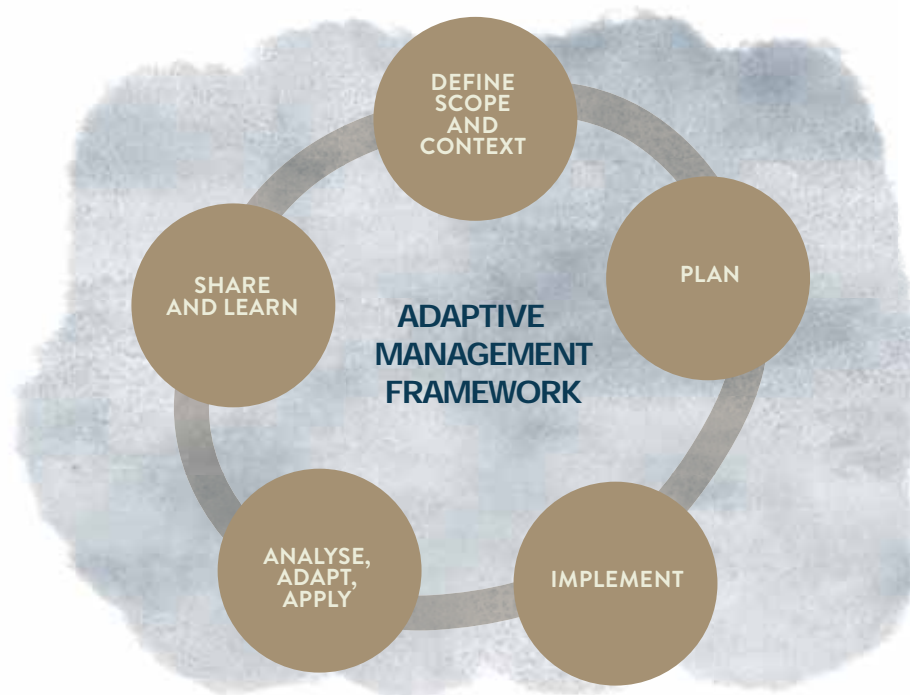 DEFINE
SCOPE
AND
CONTEXT
PLAN
SHARE
AND LEARN
ADAPTIVE
MANAGEMENT
FRAMEWORK
ANALYSE,
ADAPT,
APPLY
IMPLEMENT